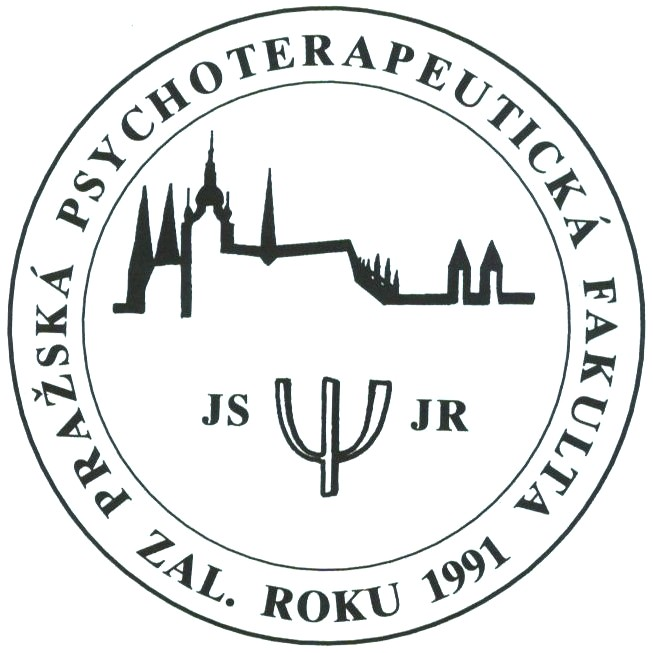 PRAŽSKÁ PSYCHOTERAPEUTICKÁ FAKULTA
JS Ψ JR
ZAL. ROKU 1991